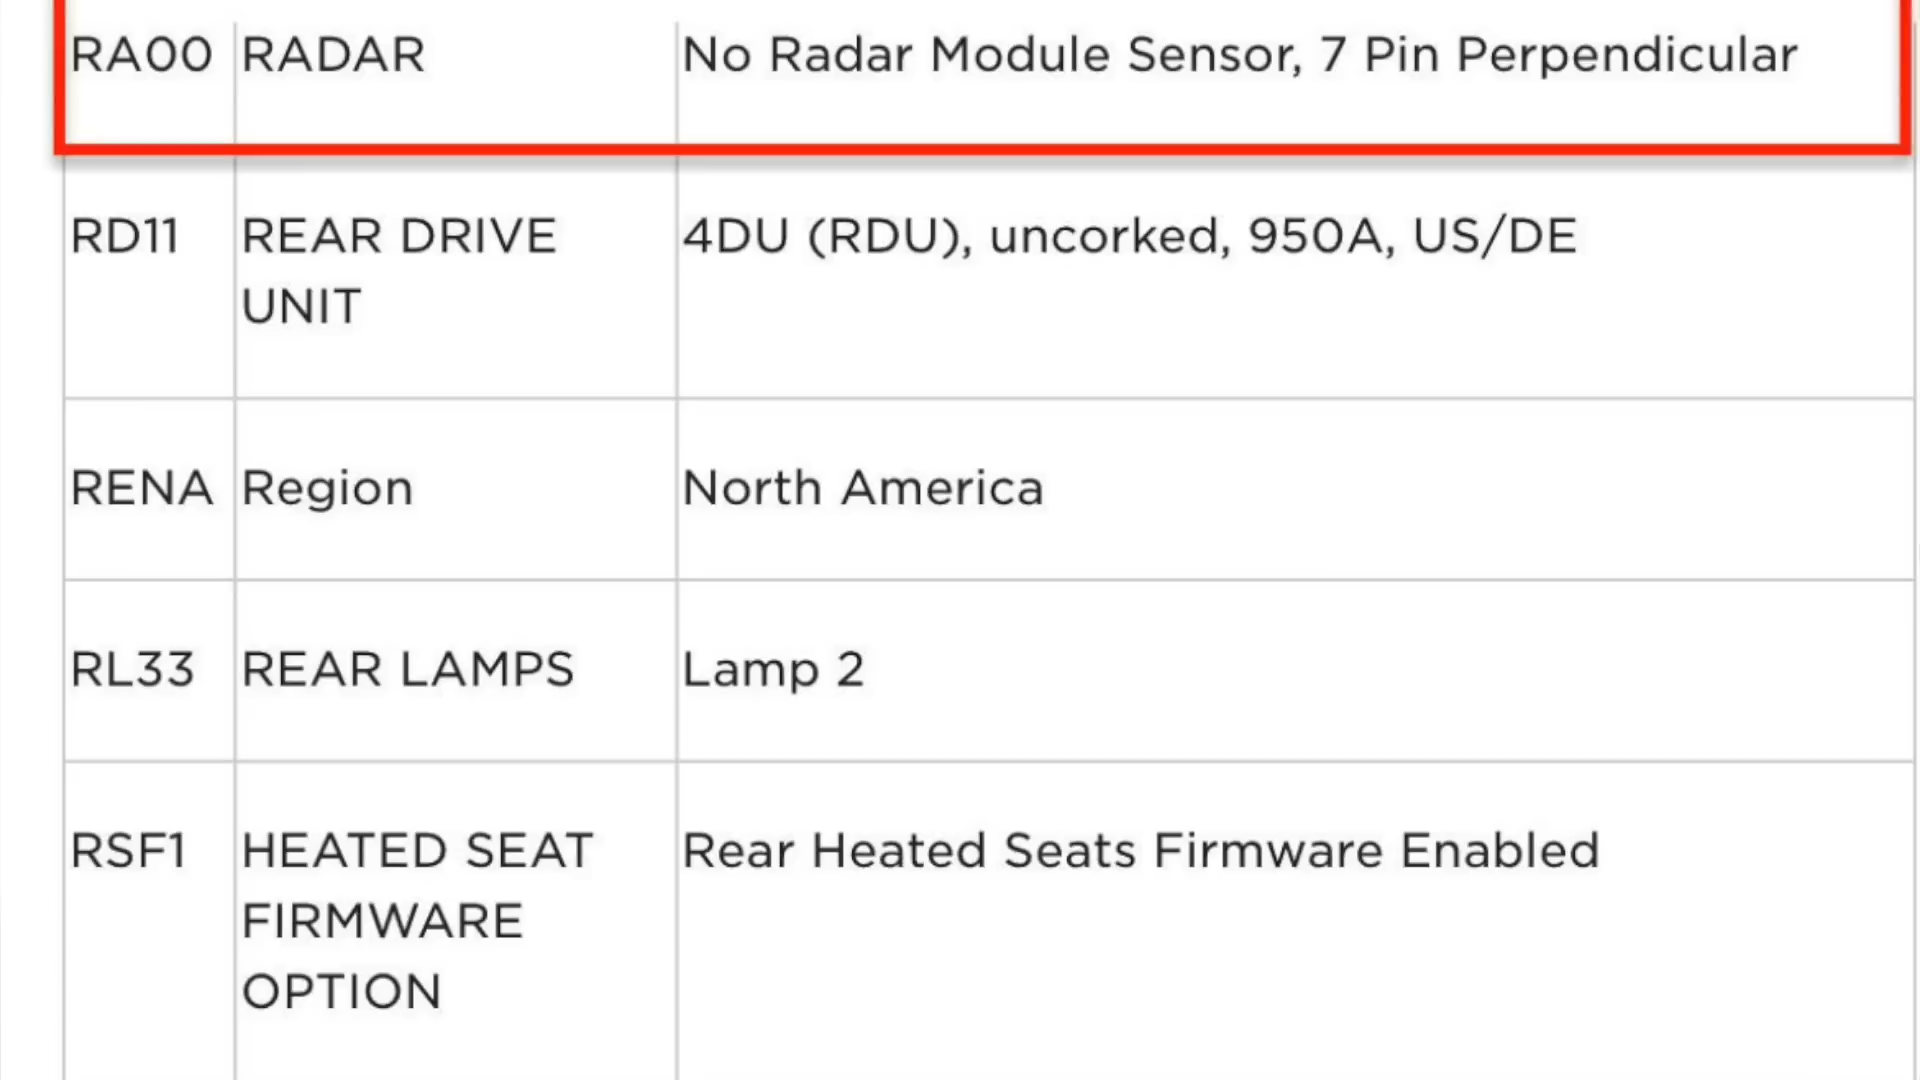 RA00 RADAR No Radar Module Sensor, 7 Pin Perpendicular
RD11 REAR DRIVE UNIT 4DU (RDU), uncorked, 950A, US/DE
RENA Region North America
RL33 REAR LAMPS Lamp 2
RSF1 HEATED SEAT FIRMWARE OPTION Rear Heated Seats Firmware Enabled